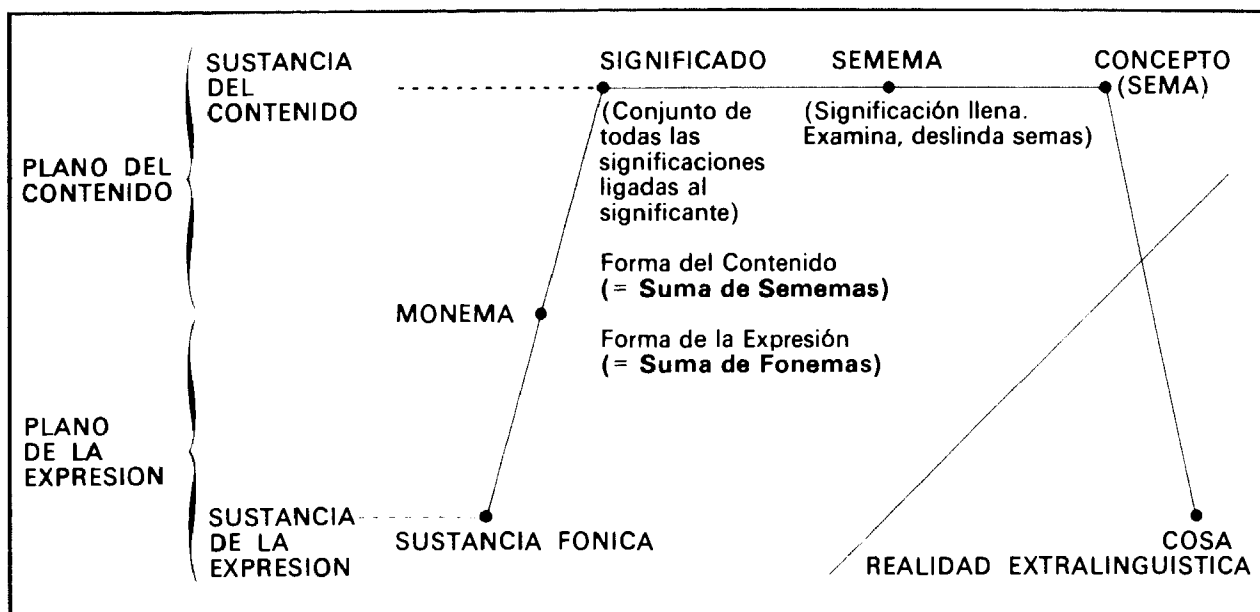 SUSTANCIA
DEL
CONTENIDO
SIGNIFICADO
SEMEMA
CONCEPTO
(SEMA)
(Conjunto de
todas las
significaciones
ligadas al
significante)
(Significación llena.
Examina, deslinda semas)
PLANO DEL
CONTENIDO
Forma del Contenido
(= Suma de Sememas)
MONEMA
Forma de la Expresión
(= Suma de Fonemas)
PLANO
DE LA
EXPRESION
SUSTANCIA
DE LA
EXPRESION
SUSTANCIA FONICA
COSA
REALIDAD EXTRALINGUISTICA